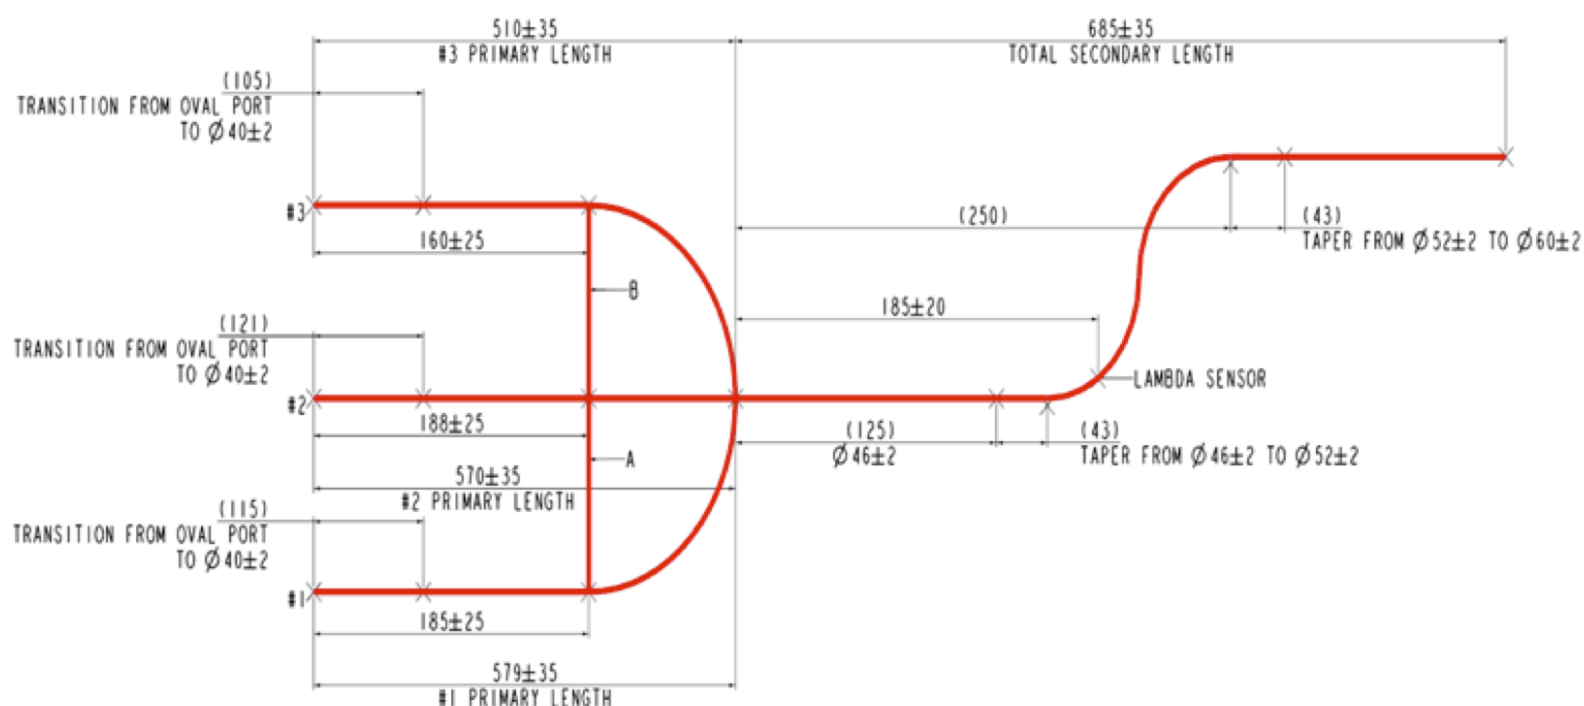 510±35
#3 PRIMARY LENGTH
685±35
TOTAL SECONDARY LENGTH
(105)
TRANSITION FROM OVAL PORT
TO Ø40±2
#3
160±25
(250)
(43)
TAPER FROM Ø52±2 TO Ø60±2
B
185±20
(121)
TRANSITION FROM OVAL PORT
TO Ø40±2
LAMBDA SENSOR
#2
188±25
(125)
Ø46±2
(43)
TAPER FROM Ø46±2 TO Ø52±2
A
570±35
#2 PRIMARY LENGTH
(115)
TRANSITION FROM OVAL PORT
TO Ø40±2
#1
185±25
579±35
#1 PRIMARY LENGTH